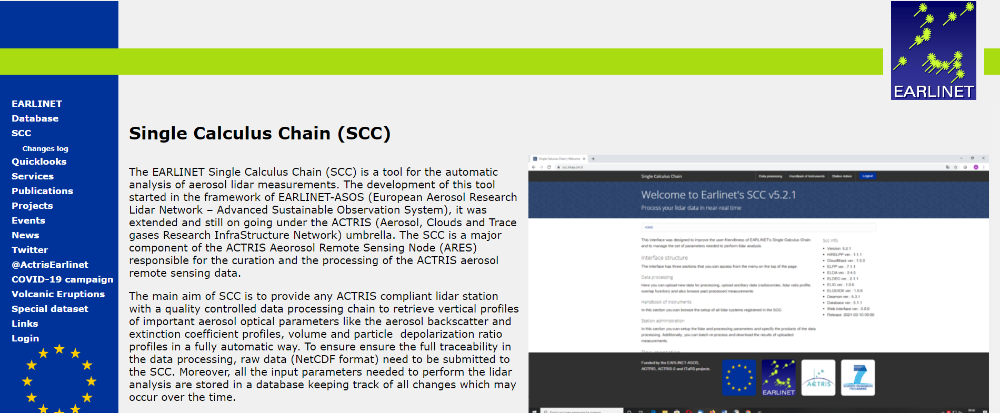 EARLINET
EARLINET
Database
SCC
Changes log
Quicklooks
Services
Publications
Projects
Events
News
Twitter
@ActrisEarlinet
COVID-19 campaign
Volcanic Eruptions
Special dataset
Links
Login
Single Calculus Chain (SCC)
The EARLINET Single Calculus Chain (SCC) is a tool for the automatic
analysis of aerosol lidar measurements. The development of this tool
started in the framework of EARLINET-ASOS (European Aerosol Research
Lidar Network – Advanced Sustainable Observation System), it was
extended and still on going under the ACTRIS (Aerosol, Clouds and Trace
gases Research InfraStructure Network) umbrella. The SCC is a major
component of the ACTRIS Aeorosol Remote Sensing Node (ARES)
responsible for the curation and the processing of the ACTRIS aerosol
remote sensing data.
The main aim of SCC is to provide any ACTRIS compliant lidar station
with a quality controlled data processing chain to retrieve vertical profiles
of important aerosol optical parameters like the aerosol backscatter and
extinction coefficient profiles, volume and particle  depolarization ratio
profiles in a fully automatic way. To ensure ensure the full traceability in
the data processing, raw data (NetCDF format) need to be submitted to
the SCC. Moreover, all the input parameters needed to perform the lidar
analysis are stored in a database keeping track of all changes which may
occur over the time.
Single Calculus Chain | Welcome
scc.imaa.cnr.it
Single Calculus Chain
Data processing
Handbook of instruments
Station Admin
Logout
Welcome to Earlinet's SCC v5.2.1
Process your lidar data in near-real time
HOME
This interface was designed to improve the user-friendliness of EARLINET's Single Calculus Chain
and to manage the set of parameters needed to perform lidar analysis.
Interface structure
The interface has three sections that you can access from the menu on the top of the page.
Data processing
Here you can upload new data for processing, upload ancillary data (radiosondes, lidar ratio profile,
overlap function) and also browse past processed measurements
Handbook of instruments
In this section you can browse the setup of all lidar systems registered in the SCC.
Station administration
In this section you can setup the lidar and processing parameters and specify the products of the data
processing. Additionally, you can batch re-process and download the results of uploaded
measurements.
Documentation
Scc info
Version: 5.2.1
HiRELPP ver.: 1.1.1
CloudMask ver.: 1.5.0
ELPP ver.: 7.1.1
ELDA ver.: 3.4.5
ELDEC ver.: 2.1.1
ELIC ver.: 1.0.6
ELQUICK ver.: 1.0.6
Deamon ver.: 5.3.1
Database ver.: 5.1.1
Web interface ver.: 5.0.0
Release: 2021-03-10 09:00
Funded by the EARLINET-ASOS,
ACTRIS, ACTRIS-2 and ITaRS projects.
EARLINET
ACTRIS
SEVENTH FRAMEWORK
PROGRAMME
Scrivi qui per eseguire la ricerca